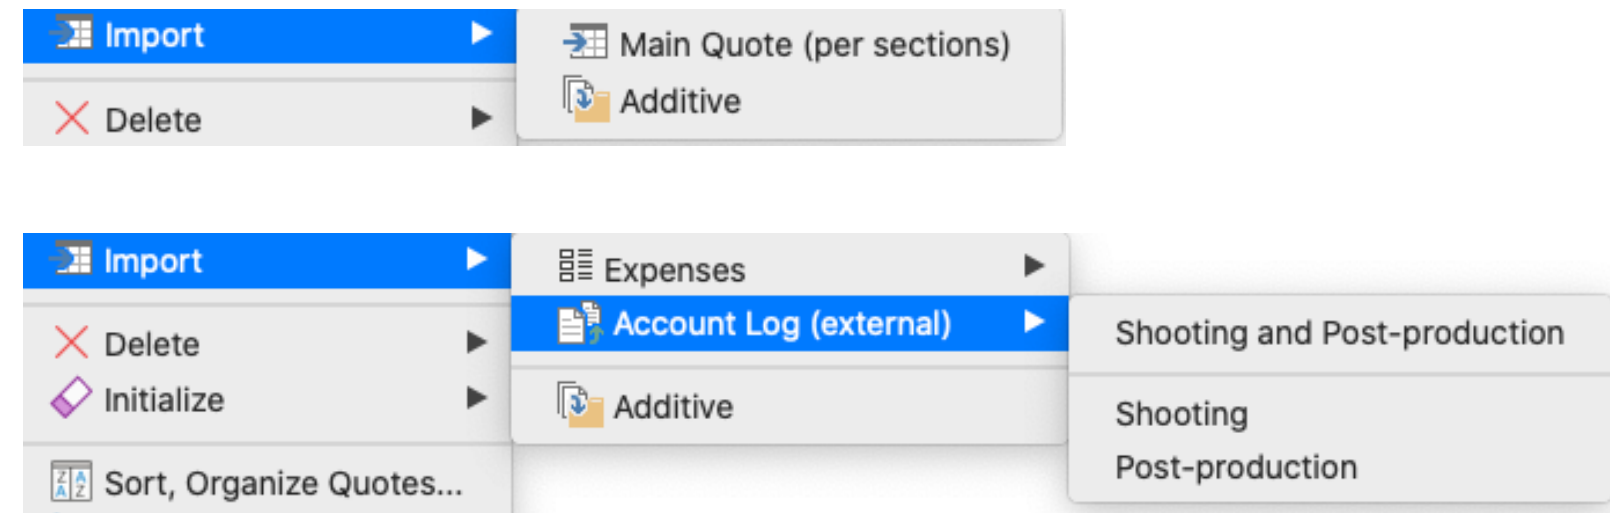 Import
Main Quote (per sections)
Additive
Delete
Import
Expenses
Account Log (external)
Shooting and Post-production
Delete
Initialize
Additive
Shooting
Post-production
Sort, Organize Quotes...